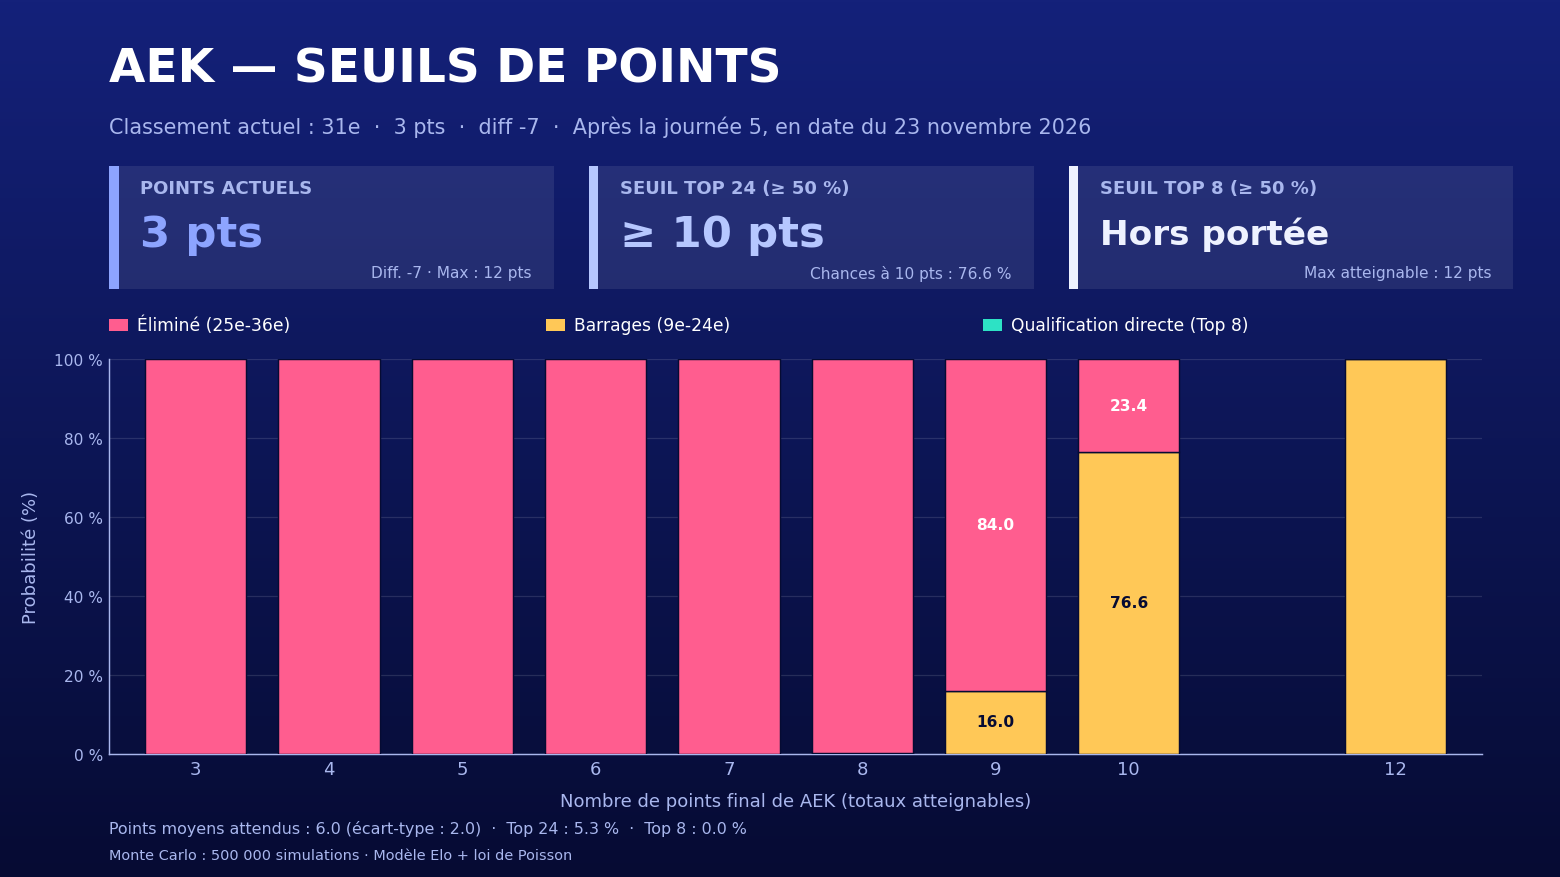 AEK — SEUILS DE POINTS
Classement actuel : 31e · 3 pts · diff -7 · Après la journée 5, en date du 23 novembre 2026
POINTS ACTUELS
3 pts
Diff. -7 · Max : 12 pts
SEUIL TOP 24 (≥ 50 %)
≥ 10 pts
Chances à 10 pts : 76.6 %
SEUIL TOP 8 (≥ 50 %)
Hors portée
Max atteignable : 12 pts
Éliminé (25e-36e)
Barrages (9e-24e)
Qualification directe (Top 8)
Probabilité (%)
100 %
80 %
60 %
40 %
20 %
0 %
84.0
16.0
23.4
76.6
3 4 5 6 7 8 9 10 12
Nombre de points final de AEK (totaux atteignables)
Points moyens attendus : 6.0 (écart-type : 2.0) · Top 24 : 5.3 % · Top 8 : 0.0 %
Monte Carlo : 500 000 simulations · Modèle Elo + loi de Poisson